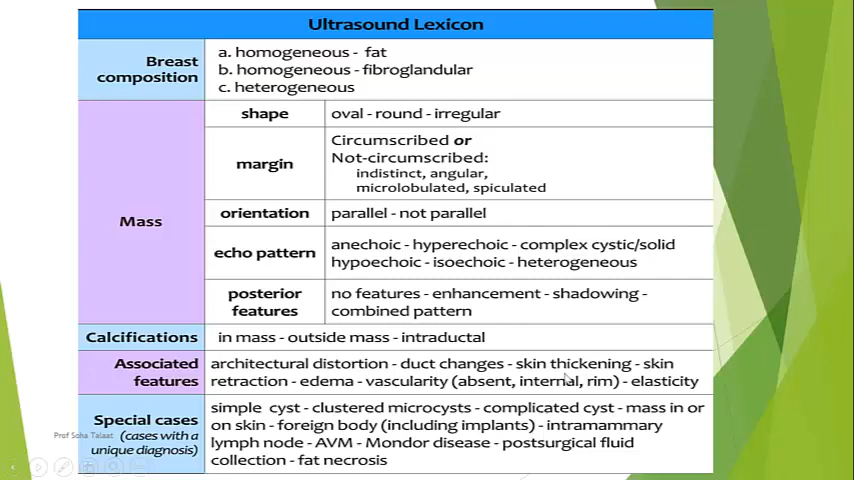 Ultrasound Lexicon
Breast composition
a. homogeneous - fat
b. homogeneous - fibroglandular
c. heterogeneous
Mass
shape
oval - round - irregular
margin
Circumscribed or
Not-circumscribed:
indistinct, angular,
microlobulated, spiculated
orientation
parallel - not parallel
echo pattern
anechoic - hyperechoic - complex cystic/solid
hypoechoic - isoechoic - heterogeneous
posterior features
no features - enhancement - shadowing -
combined pattern
Calcifications
in mass - outside mass - intraductal
Associated features
architectural distortion - duct changes - skin thickening - skin
retraction - edema - vascularity (absent, internal, rim) - elasticity
Special cases
(cases with a
unique diagnosis)
simple cyst - clustered microcysts - complicated cyst - mass in or
on skin - foreign body (including implants) - intramammary
lymph node - AVM - Mondor disease - postsurgical fluid
collection - fat necrosis
Prof Soha Talaat